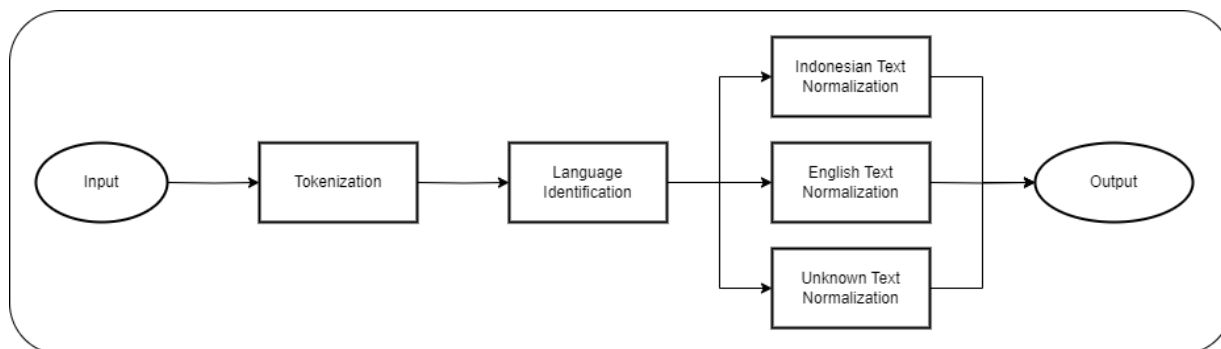 Input
Tokenization
Language
Identification
Indonesian Text
Normalization
English Text
Normalization
Unknown Text
Normalization
Output